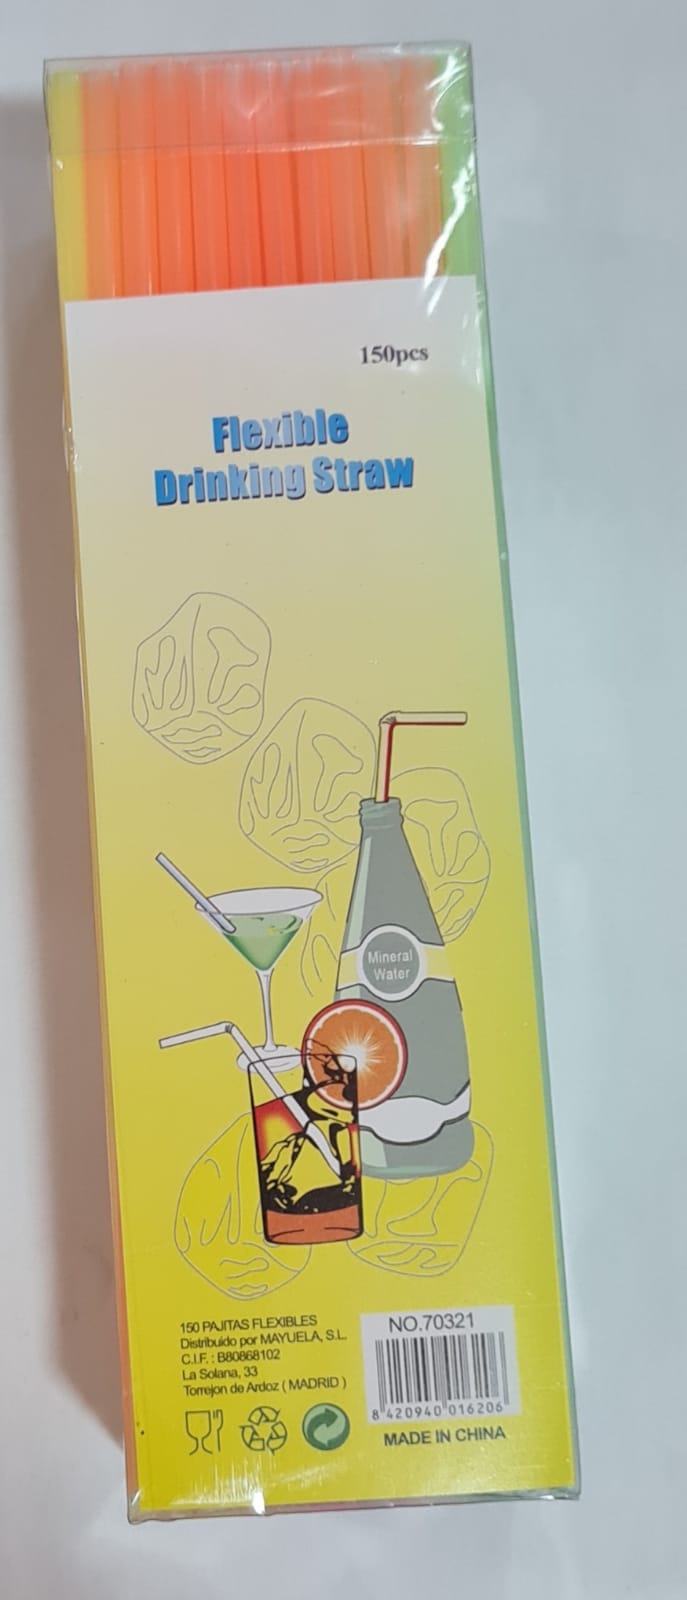 150pcs
Flexible
Drinking Straw
Mineral
Water
150 PAJITAS FLEXIBLES
Distribuido por MAYUELA, S.L.
C.I.F. : B80868102
La Solana, 33
Torrejon de Ardoz ( MADRID )
NO.70321
8 420940 016206
MADE IN CHINA